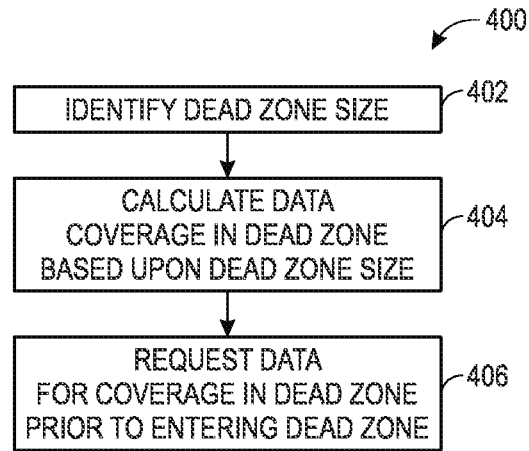 400
IDENTIFY DEAD ZONE SIZE
402
CALCULATE DATA
COVERAGE IN DEAD ZONE
BASED UPON DEAD ZONE SIZE
404
REQUEST DATA
FOR COVERAGE IN DEAD ZONE
PRIOR TO ENTERING DEAD ZONE
406